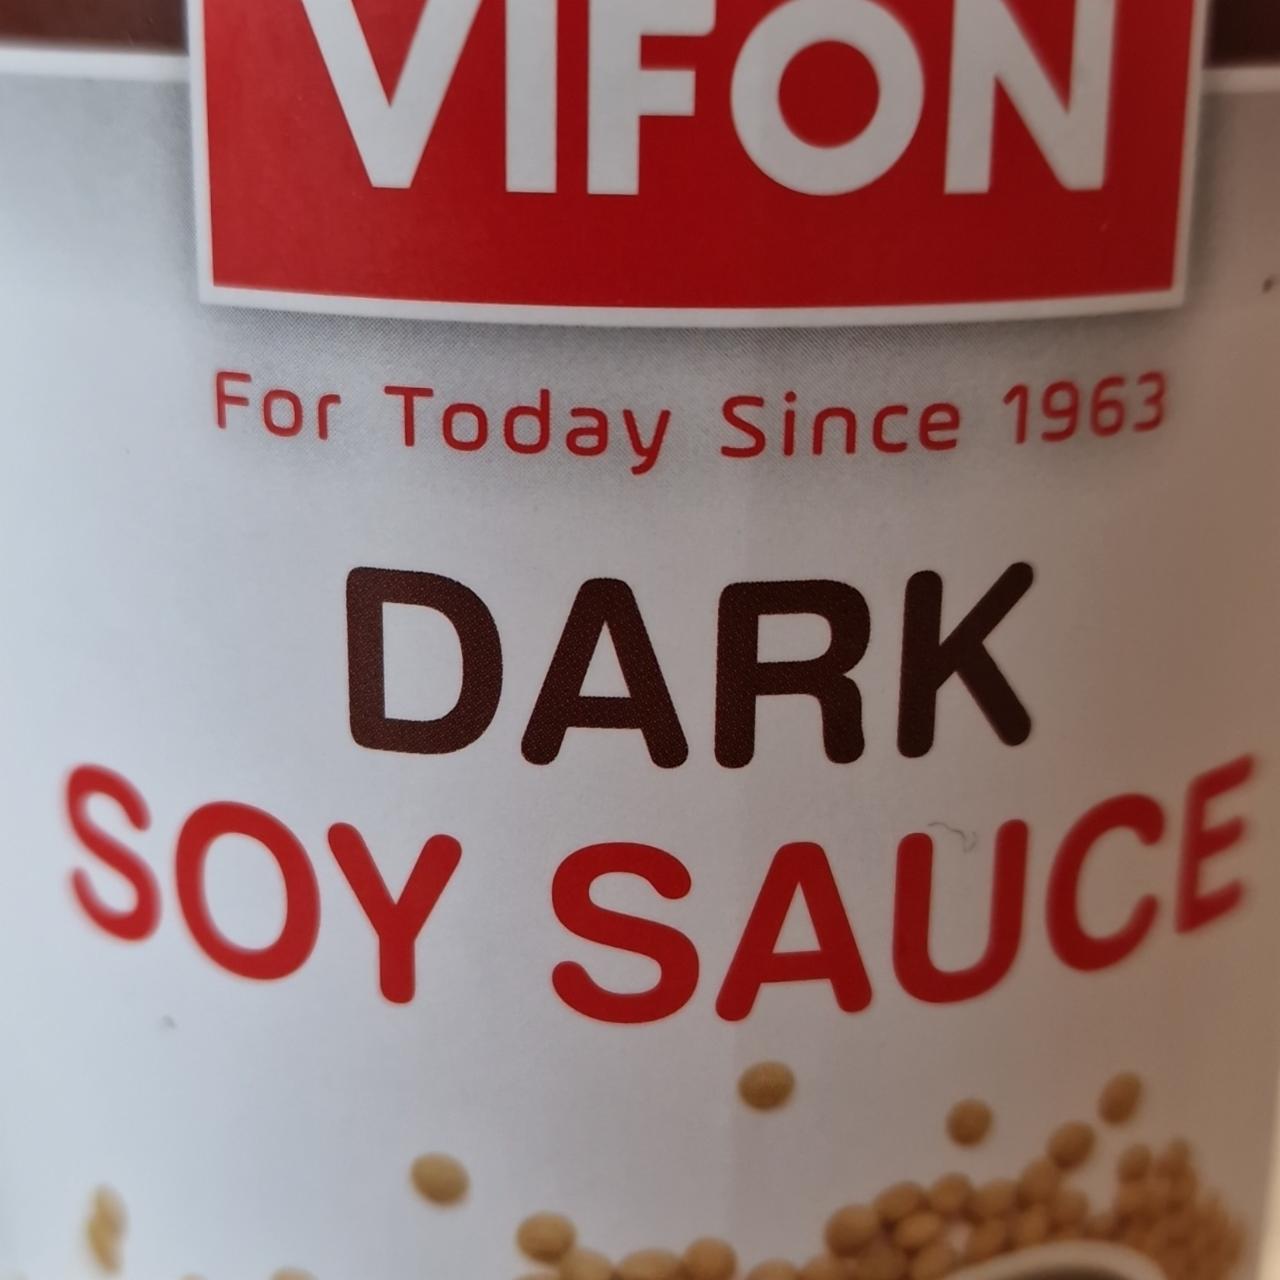 VIFON
For Today Since 1963
DARK
SOY SAUCE